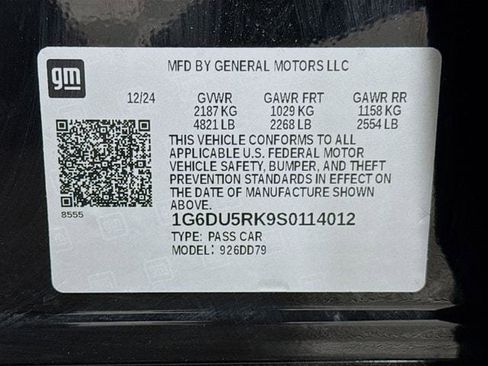 gm
MFD BY GENERAL MOTORS LLC
12/24 GVWR GAWR FRT GAWR RR
2187 KG 1029 KG 1158 KG
4821 LB 2268 LB 2554 LB
THIS VEHICLE CONFORMS TO ALL
APPLICABLE U.S. FEDERAL MOTOR
VEHICLE SAFETY, BUMPER, AND THEFT
PREVENTION STANDARDS IN EFFECT ON
THE DATE OF MANUFACTURE SHOWN
ABOVE.
8555
1G6DU5RK9S0114012
TYPE: PASS CAR
MODEL: 926DD79